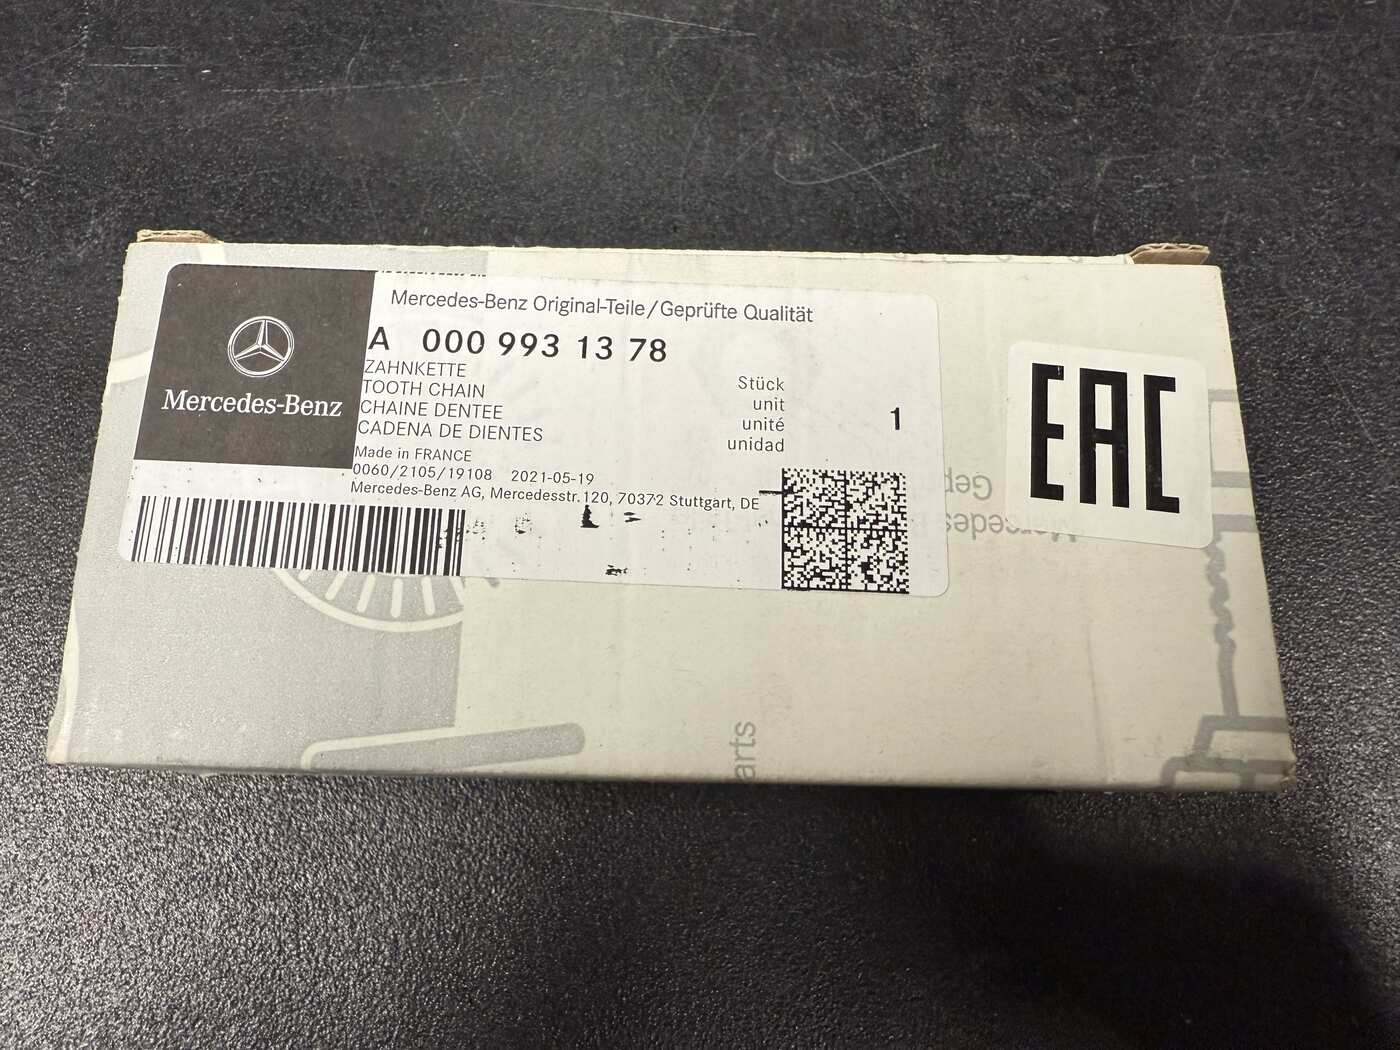 Mercedes-Benz
Mercedes-Benz Original-Teile/Geprüfte Qualität
A 000 993 13 78
ZAHNKETTE
TOOTH CHAIN
CHAINE DENTEE
CADENA DE DIENTES
Stück
unit
unité
unidad
1
Made in FRANCE
0060/2105/19108 2021-05-19
Mercedes-Benz AG, Mercedesstr.120, 70372 Stuttgart, DE
EAC